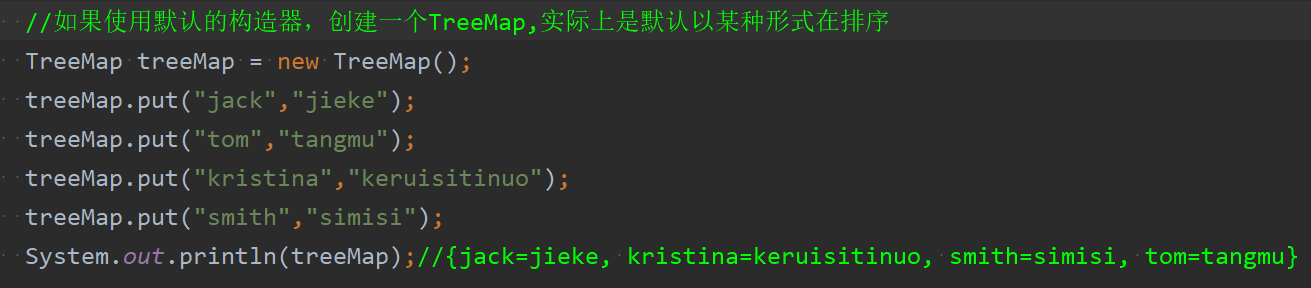 //如果使用默认的构造器，创建一个TreeMap,实际上是默认以某种形式在排序
TreeMap treeMap = new TreeMap();
treeMap.put("jack","jieke");
treeMap.put("tom","tangmu");
treeMap.put("kristina","keruisitinuo");
treeMap.put("smith","simisi");
System.out.println(treeMap);//{jack=jieke, kristina=keruisitinuo, smith=simisi, tom=tangmu}